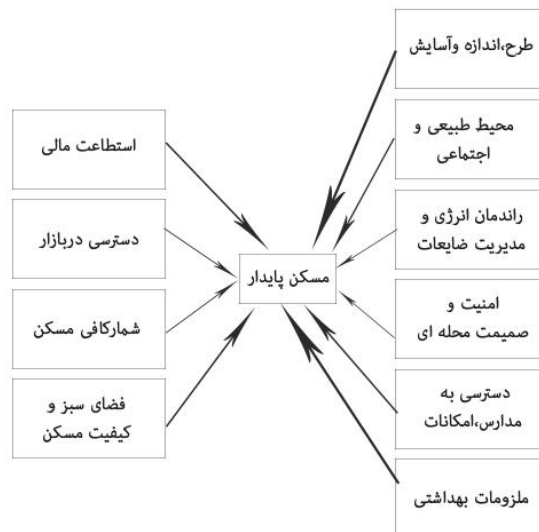 طرح،اندازه وآسایش
محیط طبیعی و
اجتماعی
راندمان انرژی و
مدیریت ضایعات
امنیت و
صمیمت محله ای
دسترسی به
مدارس،امکانات
ملزومات بهداشتی
مسکن پایدار
استطاعت مالی
دسترسی دربازار
شمارکافی مسکن
فضای سبز و
کیفیت مسکن